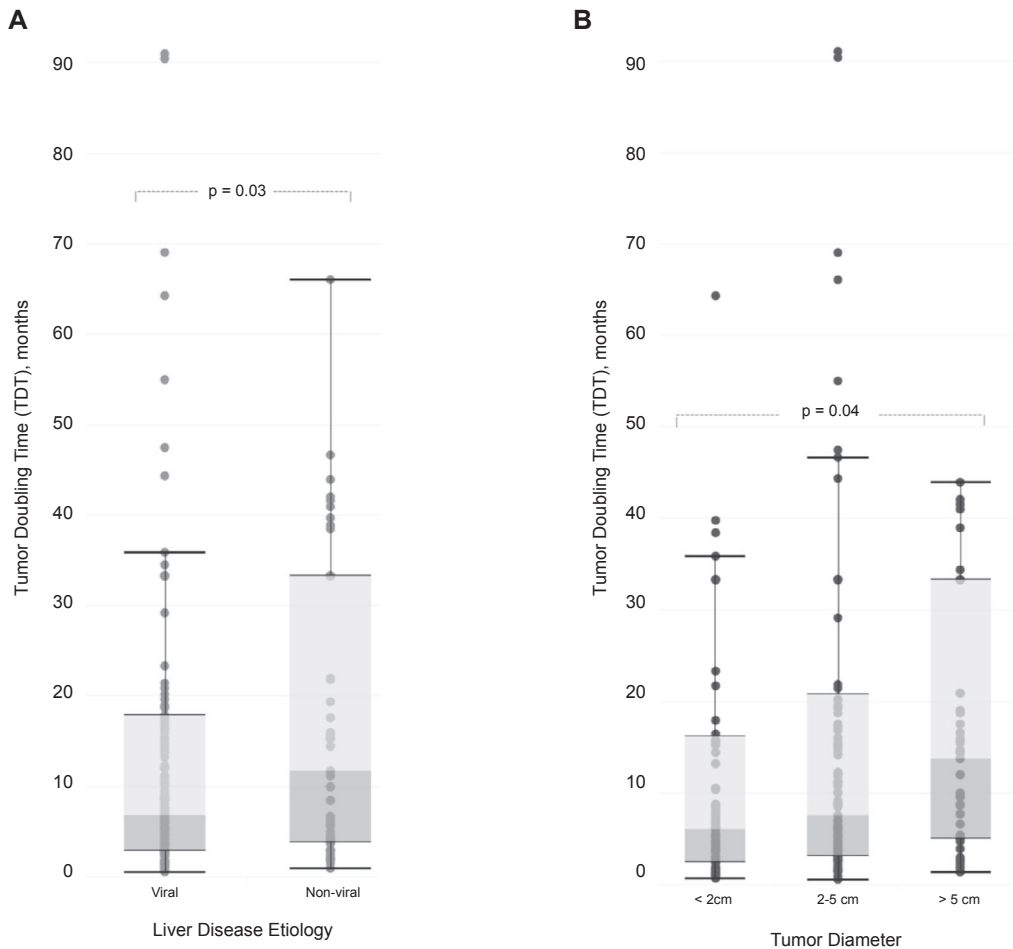 A
Tumor Doubling Time (TDT), months
90
80
70
60
50
40
30
20
10
0
p = 0.03
Viral
Non-viral
Liver Disease Etiology
B
Tumor Doubling Time (TDT), months
90
80
70
60
50
40
30
20
10
0
p = 0.04
< 2cm
2-5 cm
> 5 cm
Tumor Diameter